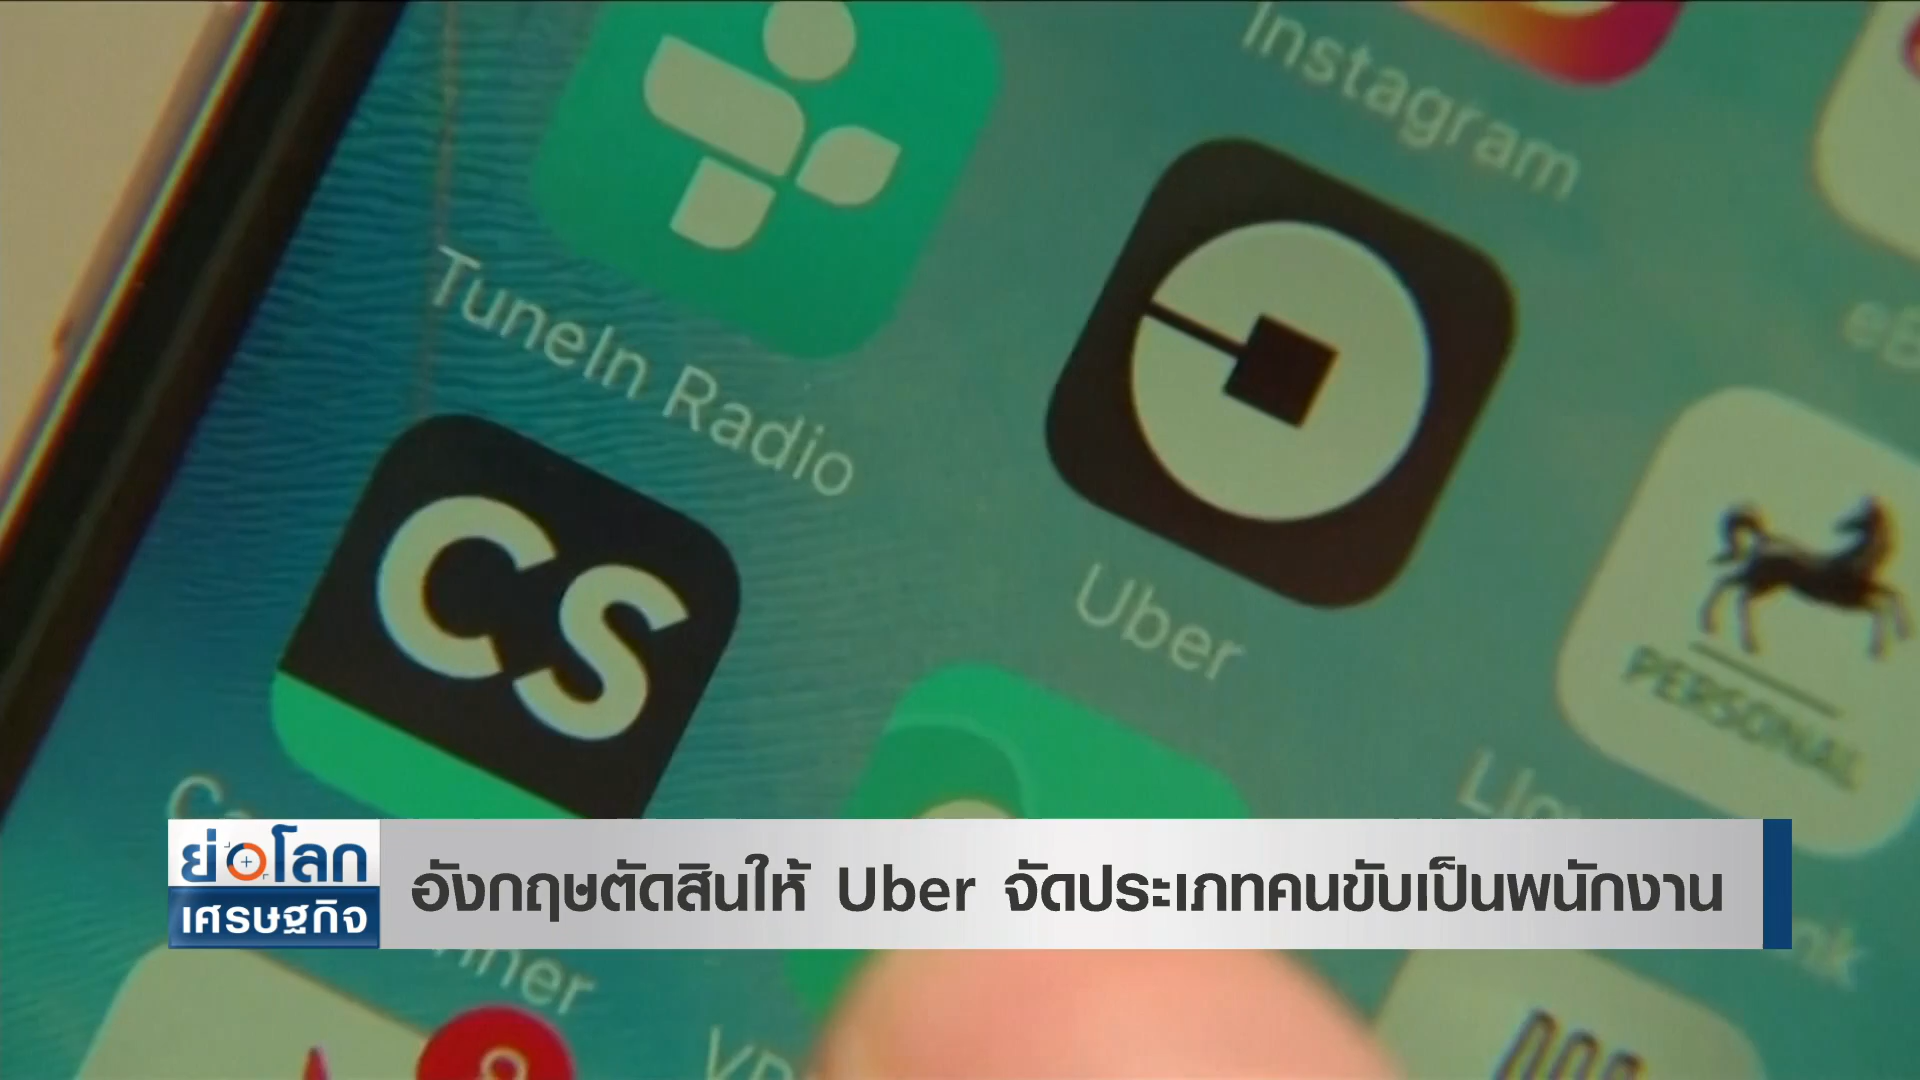 Instagram
TuneIn Radio
Uber
CS
PERSONAL
ย่อโลก
เศรษฐกิจ
อังกฤษตัดสินให้ Uber จัดประเภทคนขับเป็นพนักงาน